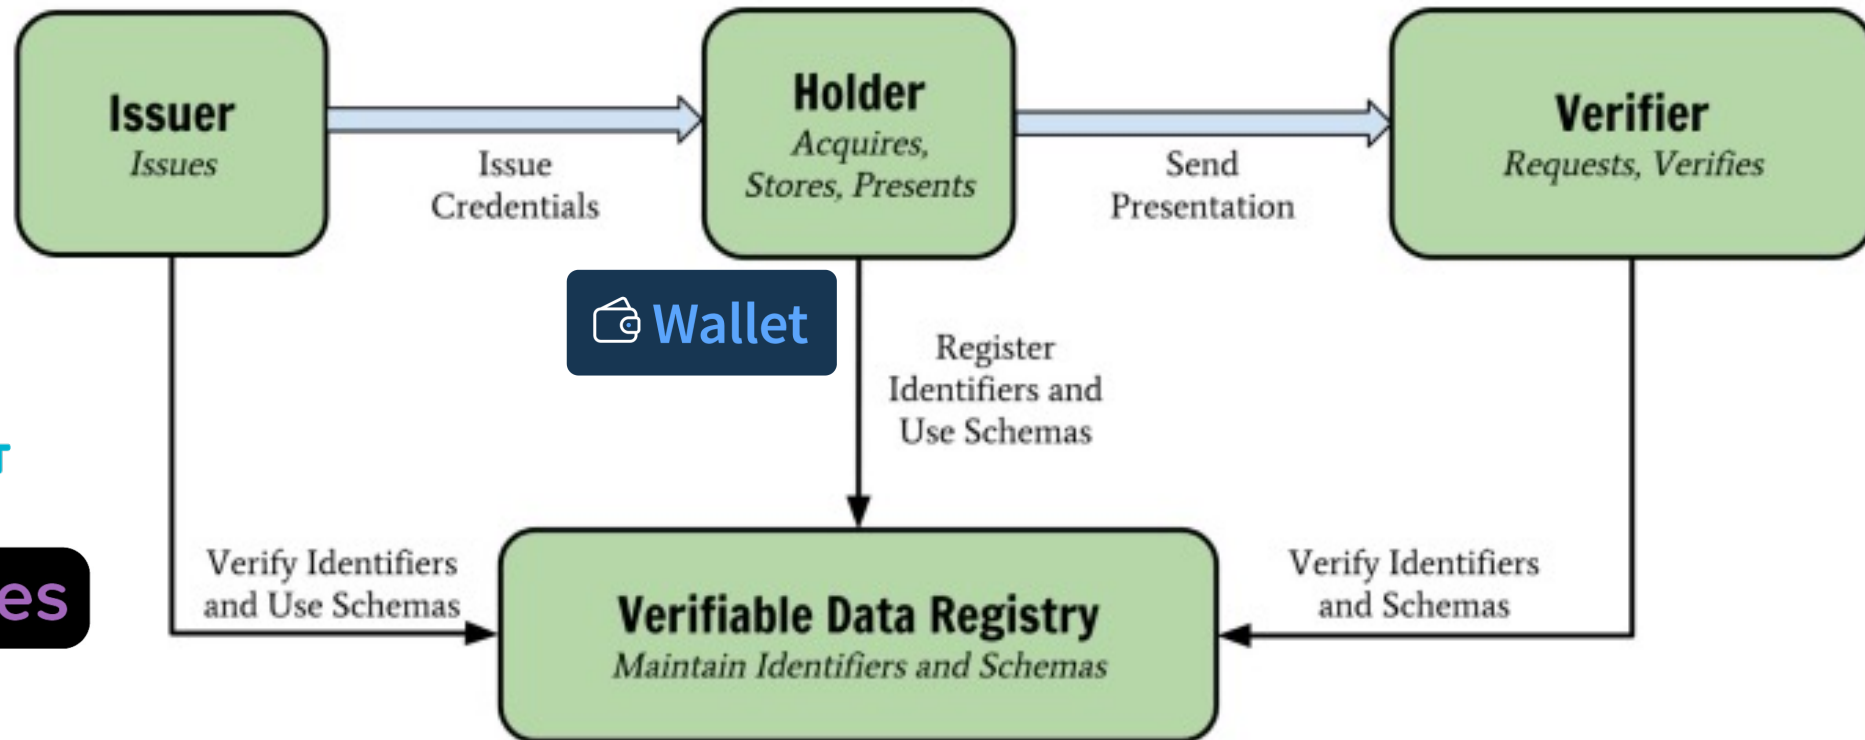 Issuer
Issues
Issue
Credentials
Holder
Acquires,
Stores, Presents
Send
Presentation
Verifier
Requests, Verifies
Wallet
Register
Identifiers and
Use Schemas
Verify Identifiers
and Use Schemas
Verifiable Data Registry
Maintain Identifiers and Schemas
Verify Identifiers
and Schemas